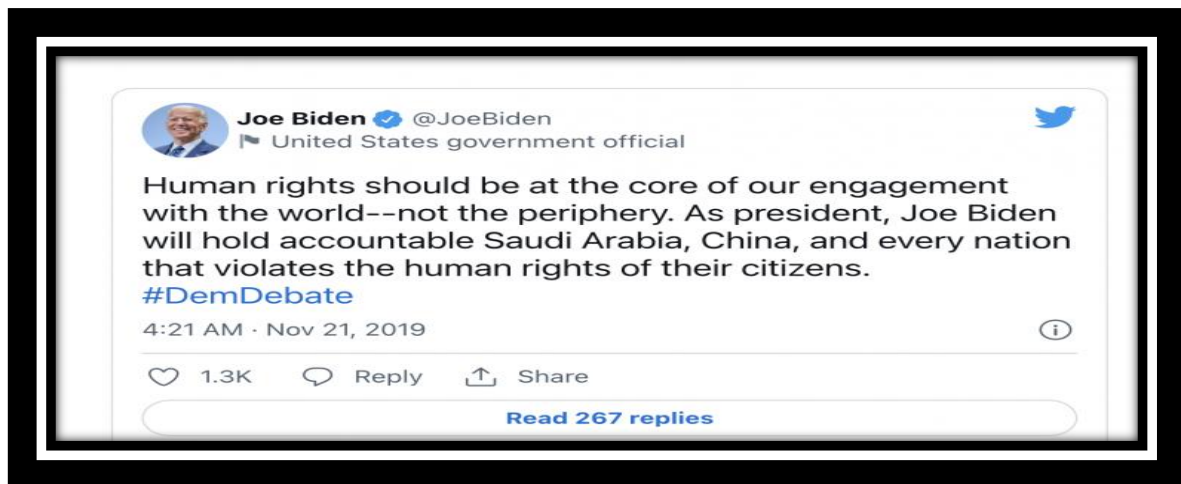 Joe Biden @JoeBiden
United States government official
Human rights should be at the core of our engagement
with the world--not the periphery. As president, Joe Biden
will hold accountable Saudi Arabia, China, and every nation
that violates the human rights of their citizens.
#DemDebate
4:21 AM · Nov 21, 2019
1.3K Reply Share
Read 267 replies